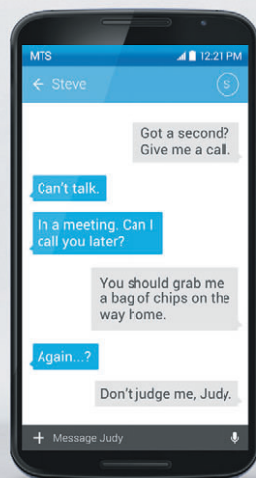 MTS 12:21 PM
← Steve S
Got a second?
Give me a call.
Can't talk.
In a meeting. Can I
call you later?
You should grab me
a bag of chips on the
way home.
Again...?
Don't judge me, Judy.
+ Message Judy